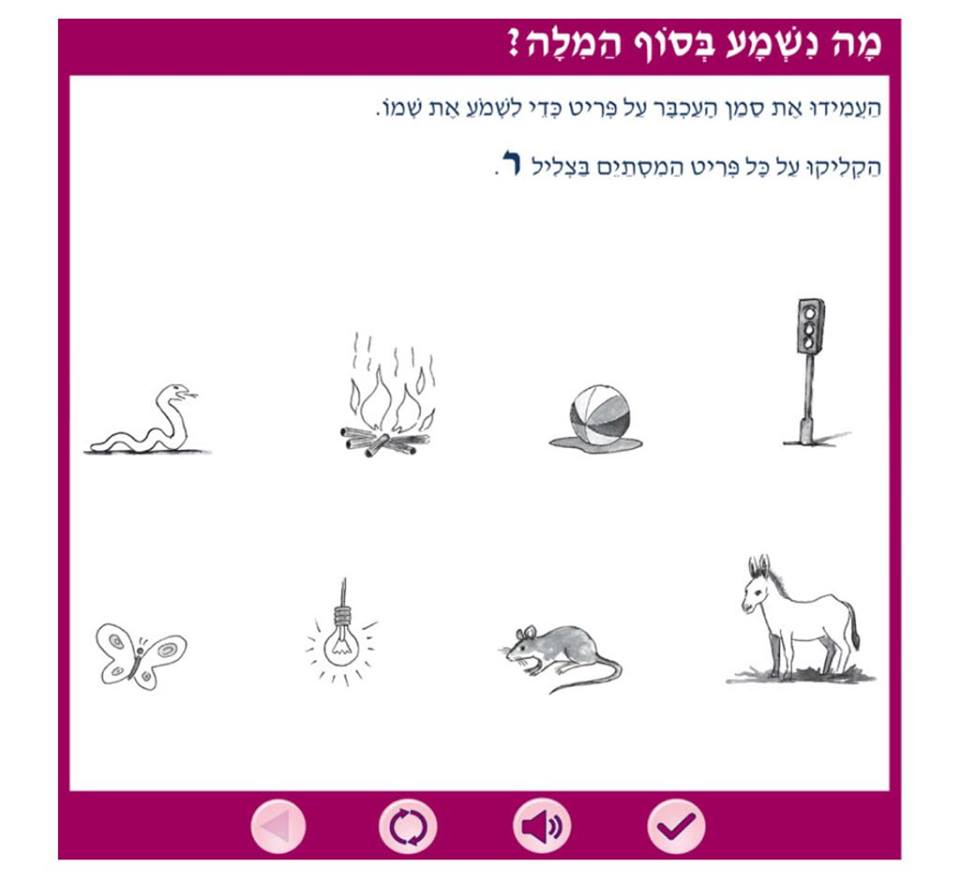 מָה נִשְׁמָע בְּסוֹף הַמִלָה?
הַעֲמִידוּ אֶת סַמַן הָעַכְבָּר עַל פְּרִיט כְּדֵי לִשְׁמֹעַ אֶת שְׁמוֹ.
הַקְלִיקוּ עַל כָּל פְּרִיט הַמִסְתַיֵם בַּצְלִיל ר.